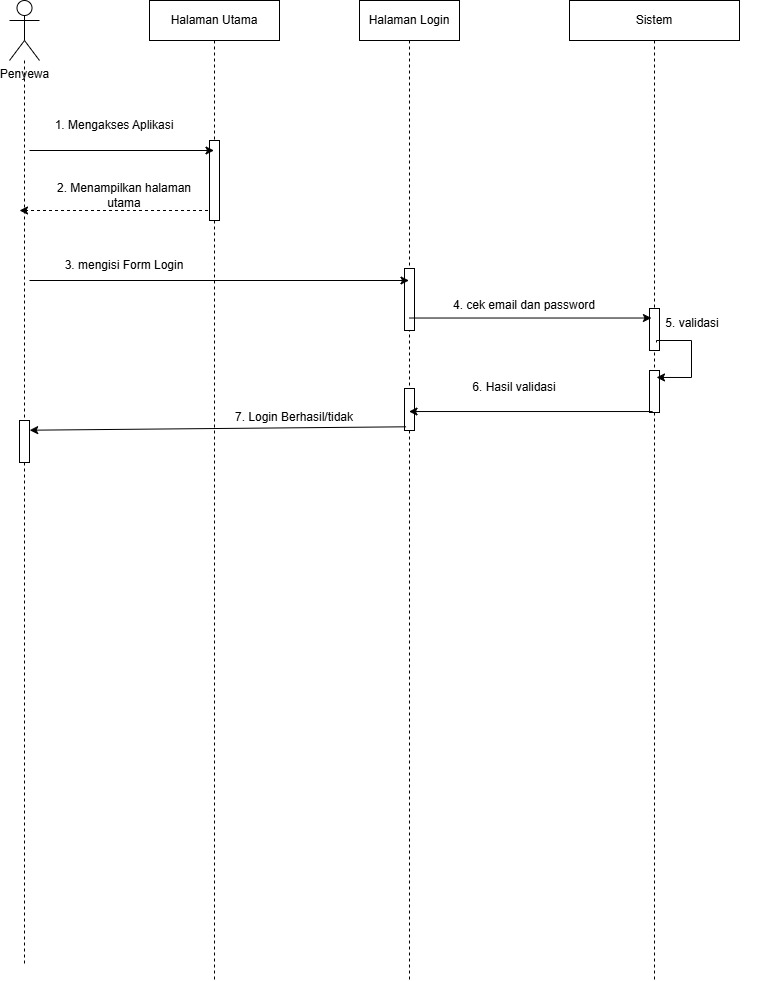 Penyewa
Halaman Utama
Halaman Login
Sistem
1. Mengakses Aplikasi
2. Menampilkan halaman
utama
3. mengisi Form Login
4. cek email dan password
5. validasi
6. Hasil validasi
7. Login Berhasil/tidak